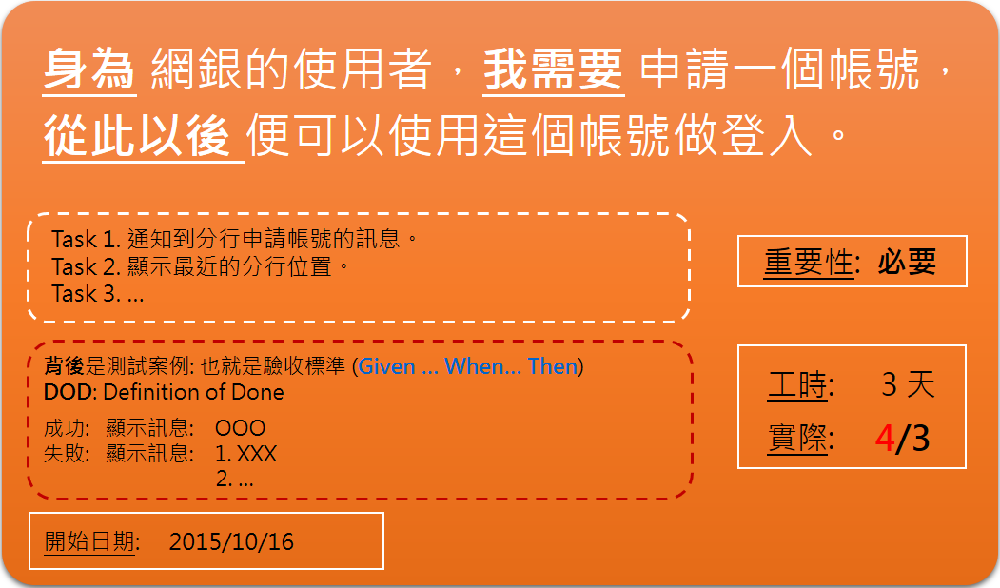 身為 網銀的使用者，我需要 申請一個帳號，
從此以後 便可以使用這個帳號做登入。
Task 1. 通知到分行申請帳號的訊息。
Task 2. 顯示最近的分行位置。
Task 3. ...
重要性: 必要
背後是測試案例: 也就是驗收標準 (Given ... When... Then)
DOD: Definition of Done
成功: 顯示訊息: OOO
失敗: 顯示訊息: 1. XXX
2. ...
工時: 3 天
實際: 4/3
開始日期: 2015/10/16